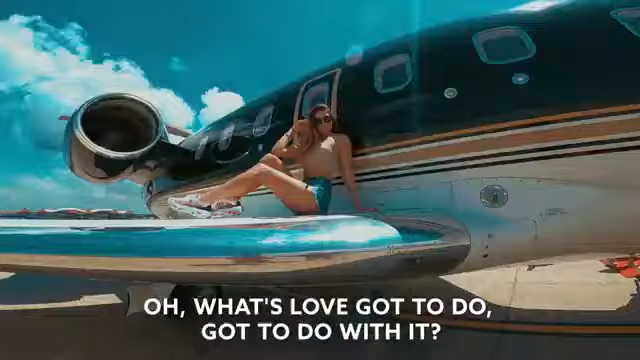 OH, WHAT'S LOVE GOT TO DO,
GOT TO DO WITH IT?